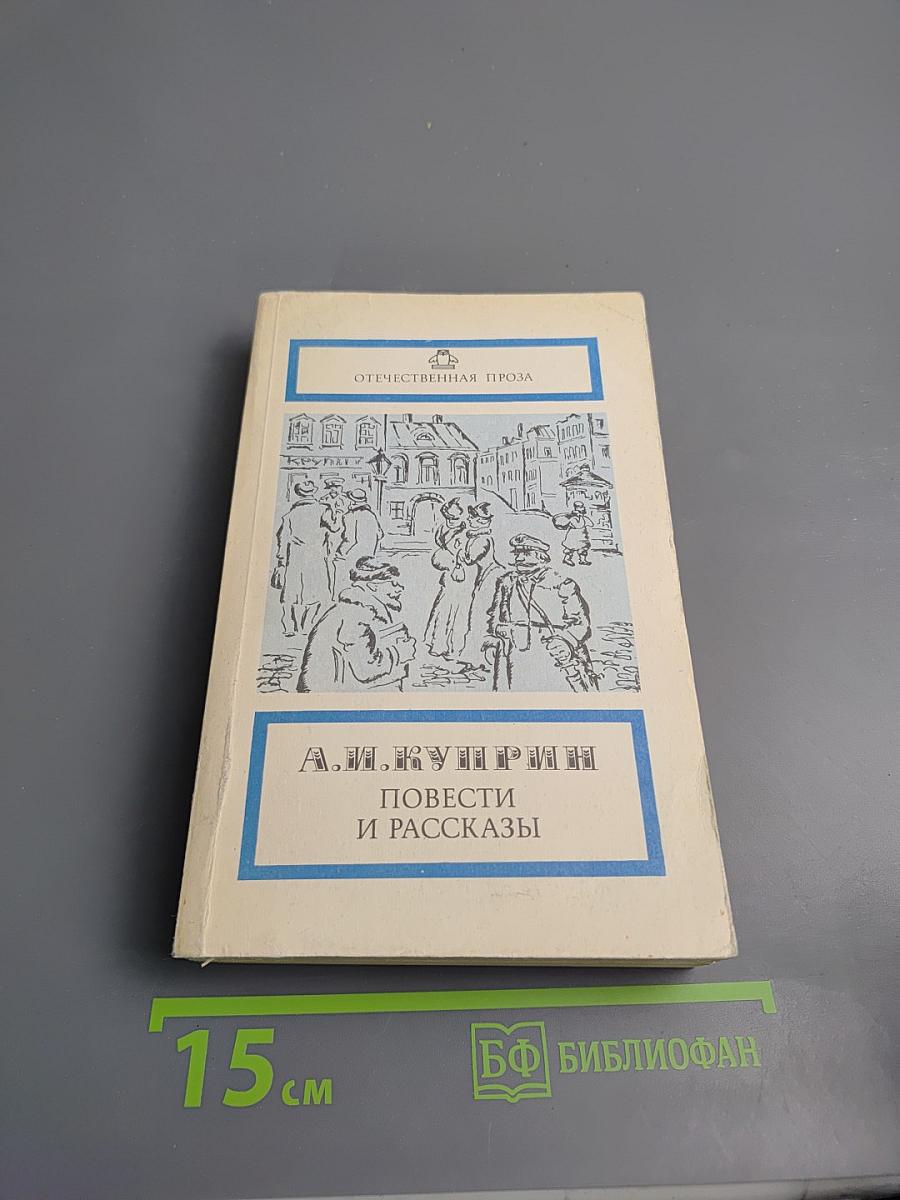 ОТЕЧЕСТВЕННАЯ ПРОЗА
А.И.КУПРИН
ПОВЕСТИ
И РАССКАЗЫ
15 см
БФ БИБЛИОФАН